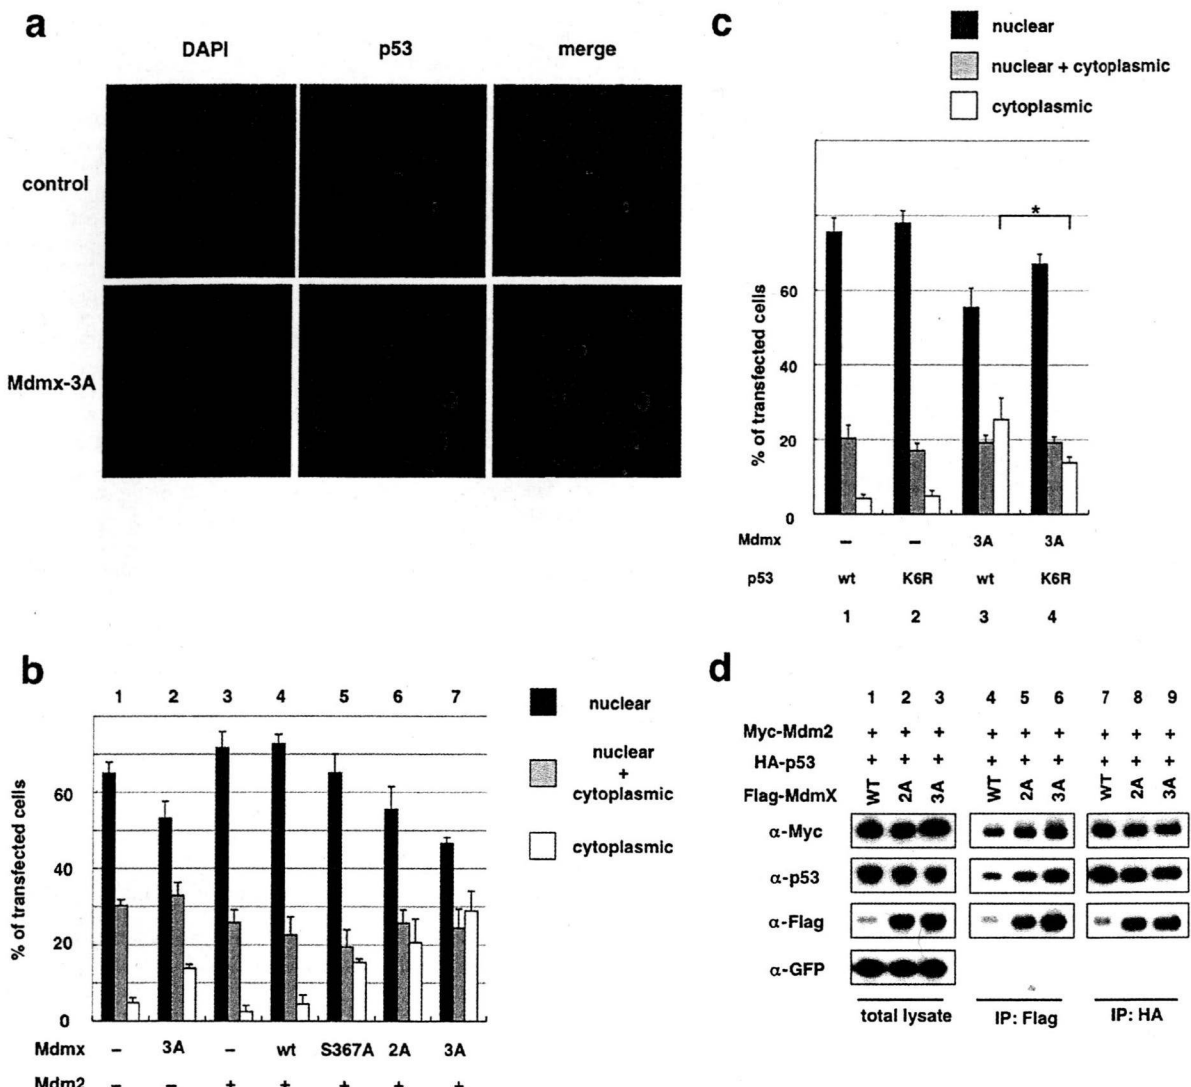 a
DAPI p53 merge
control
Mdmx-3A
c
nuclear
nuclear + cytoplasmic
cytoplasmic
*
% of transfected cells
60
40
20
0
Mdmx – – 3A 3A
p53 wt K6R wt K6R
1 2 3 4
b
1 2 3 4 5 6 7
nuclear
nuclear
+
cytoplasmic
cytoplasmic
% of transfected cells
60
40
20
0
Mdmx – 3A – wt S367A 2A 3A
Mdm2 – – + + + + +
d
1 2 3 4 5 6 7 8 9
Myc-Mdm2 + + + + + + + + +
HA-p53 + + + + + + + + +
Flag-MdmX WT 2A 3A WT 2A 3A WT 2A 3A
α-Myc
α-p53
α-Flag
α-GFP
total lysate IP: Flag IP: HA